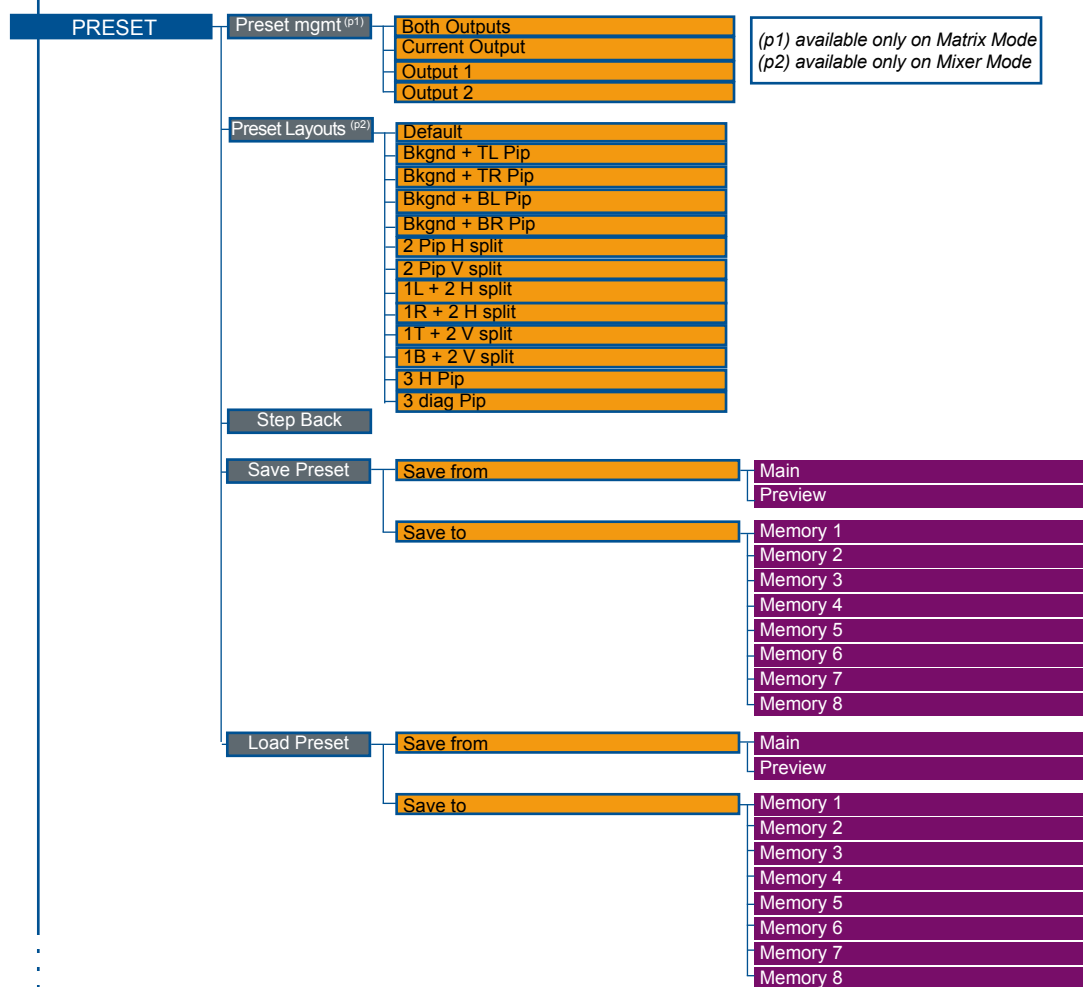 PRESET
Preset mgmt (p1)
Both Outputs
Current Output
Output 1
Output 2
(p1) available only on Matrix Mode
(p2) available only on Mixer Mode
Preset Layouts (p2)
Default
Bkgnd + TL Pip
Bkgnd + TR Pip
Bkgnd + BL Pip
Bkgnd + BR Pip
2 Pip H split
2 Pip V split
1L + 2 H split
1R + 2 H split
1T + 2 V split
1B + 2 V split
3 H Pip
3 diag Pip
Step Back
Save Preset
Save from
Main
Preview
Save to
Memory 1
Memory 2
Memory 3
Memory 4
Memory 5
Memory 6
Memory 7
Memory 8
Load Preset
Save from
Main
Preview
Save to
Memory 1
Memory 2
Memory 3
Memory 4
Memory 5
Memory 6
Memory 7
Memory 8